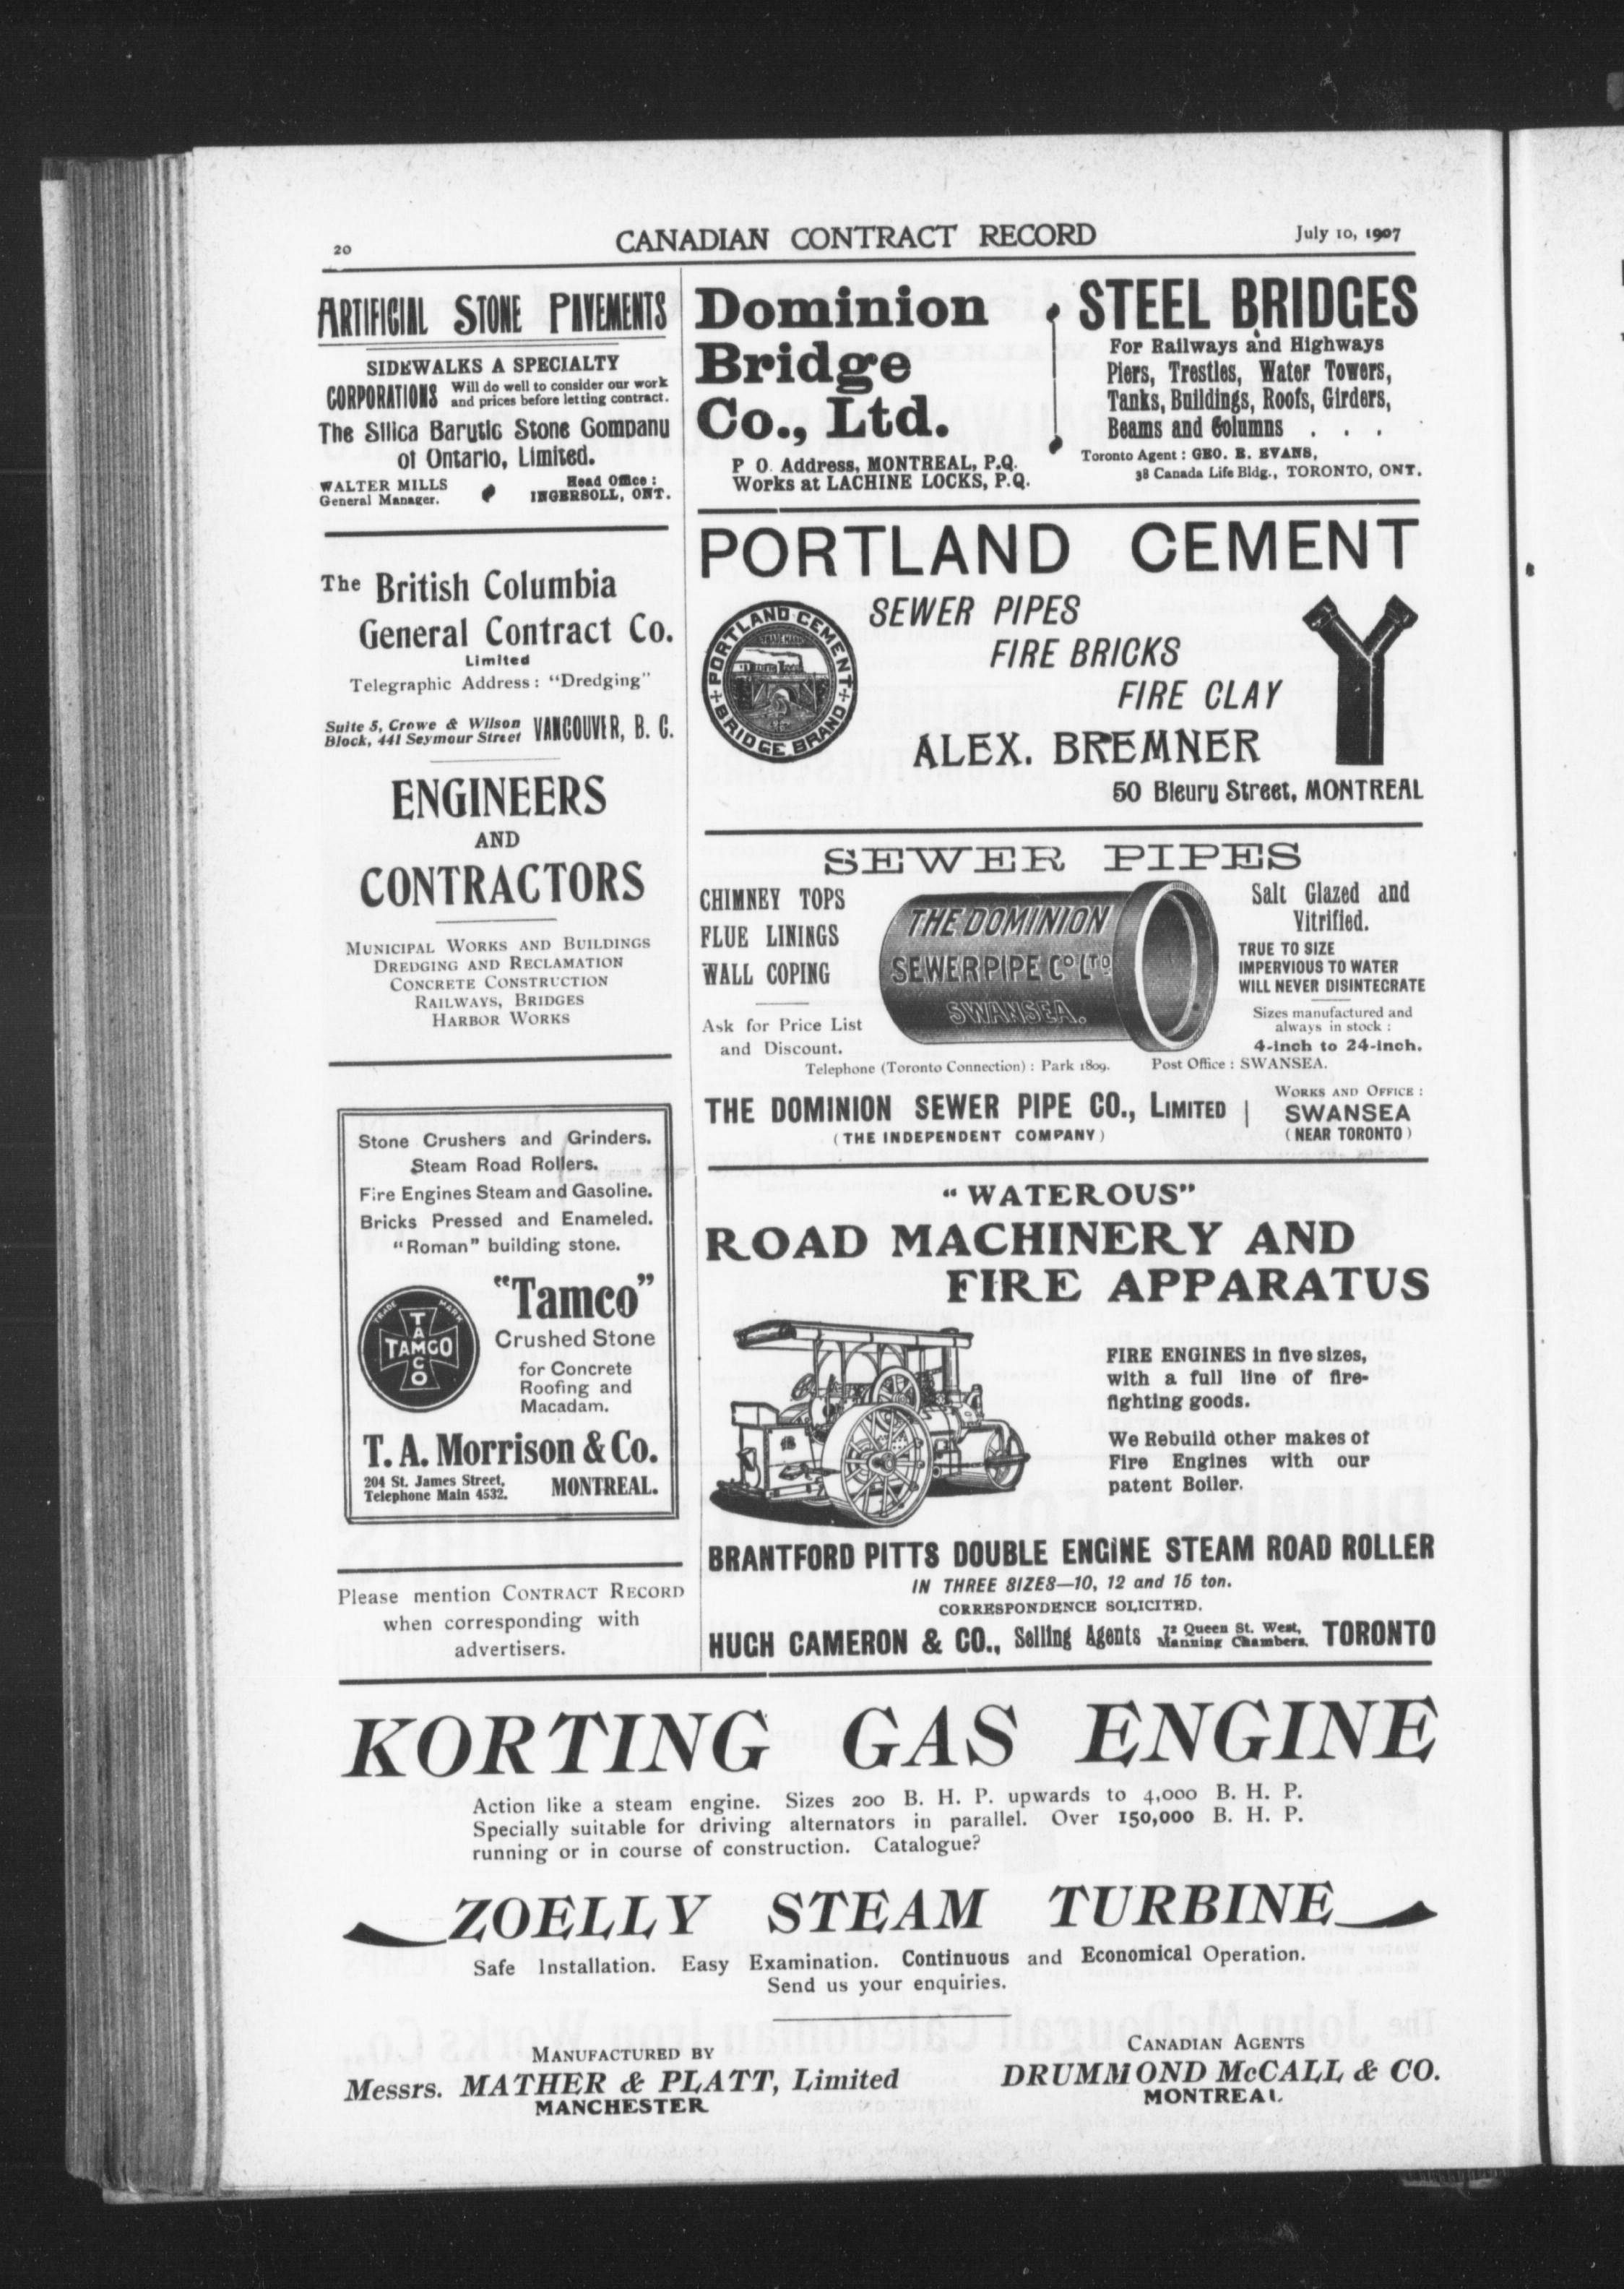 20
CANADIAN CONTRACT RECORD
July 10, 1907
ARTIFICIAL STONE PAVEMENTS
SIDEWALKS A SPECIALTY
CORPORATIONS Will do well to consider our work
and prices before letting contract.
The Silica Barytic Stone Company
of Ontario, Limited.
WALTER MILLS
General Manager.
Head Office :
INGERSOLL, ONT.
The British Columbia
General Contract Co.
Limited
Telegraphic Address: "Dredging"
Suite 5, Crowe & Wilson
Block, 441 Seymour Street
VANCOUVER, B. C.
ENGINEERS
AND
CONTRACTORS
MUNICIPAL WORKS AND BUILDINGS
DREDGING AND RECLAMATION
CONCRETE CONSTRUCTION
RAILWAYS, BRIDGES
HARBOR WORKS
Stone Crushers and Grinders.
Steam Road Rollers.
Fire Engines Steam and Gasoline.
Bricks Pressed and Enameled.
"Roman" building stone.
TRADE MARK
TAMCO
TAMCO
"Tamco"
Crushed Stone
for Concrete
Roofing and
Macadam.
T. A. Morrison & Co.
204 St. James Street,
Telephone Main 4532.
MONTREAL.
Please mention CONTRACT RECORD
when corresponding with
advertisers.
Dominion
Bridge
Co., Ltd.
P O. Address, MONTREAL, P.Q.
Works at LACHINE LOCKS, P.Q.
STEEL BRIDGES
For Railways and Highways
Piers, Trestles, Water Towers,
Tanks, Buildings, Roofs, Girders,
Beams and Columns . . .
Toronto Agent : GEO. E. EVANS,
38 Canada Life Bldg., TORONTO, ONT.
PORTLAND CEMENT
PORTLAND CEMENT
TRADE MARK
BRIDGE BRAND
SEWER PIPES
FIRE BRICKS
FIRE CLAY
ALEX. BREMNER
50 Bleury Street, MONTREAL
SEWER PIPES
CHIMNEY TOPS
FLUE LININGS
WALL COPING
Ask for Price List
and Discount.
THE DOMINION
SEWER PIPE CO LTD
SWANSEA.
Salt Glazed and
Vitrified.
TRUE TO SIZE
IMPERVIOUS TO WATER
WILL NEVER DISINTEGRATE
Sizes manufactured and
always in stock :
4-inch to 24-inch.
Telephone (Toronto Connection) : Park 1809.
Post Office : SWANSEA.
THE DOMINION SEWER PIPE CO., LIMITED
(THE INDEPENDENT COMPANY)
WORKS AND OFFICE :
SWANSEA
(NEAR TORONTO)
"WATEROUS"
ROAD MACHINERY AND
FIRE APPARATUS
FIRE ENGINES in five sizes,
with a full line of fire-
fighting goods.
We Rebuild other makes of
Fire Engines with our
patent Boiler.
BRANTFORD PITTS DOUBLE ENGINE STEAM ROAD ROLLER
IN THREE SIZES—10, 12 and 15 ton.
CORRESPONDENCE SOLICITED.
HUGH CAMERON & CO., Selling Agents
72 Queen St. West,
Manning Chambers,
TORONTO
KORTING GAS ENGINE
Action like a steam engine. Sizes 200 B. H. P. upwards to 4,000 B. H. P.
Specially suitable for driving alternators in parallel. Over 150,000 B. H. P.
running or in course of construction. Catalogue?
ZOELLY STEAM TURBINE
Safe Installation. Easy Examination. Continuous and Economical Operation.
Send us your enquiries.
MANUFACTURED BY
Messrs. MATHER & PLATT, Limited
MANCHESTER
CANADIAN AGENTS
DRUMMOND McCALL & CO.
MONTREAL